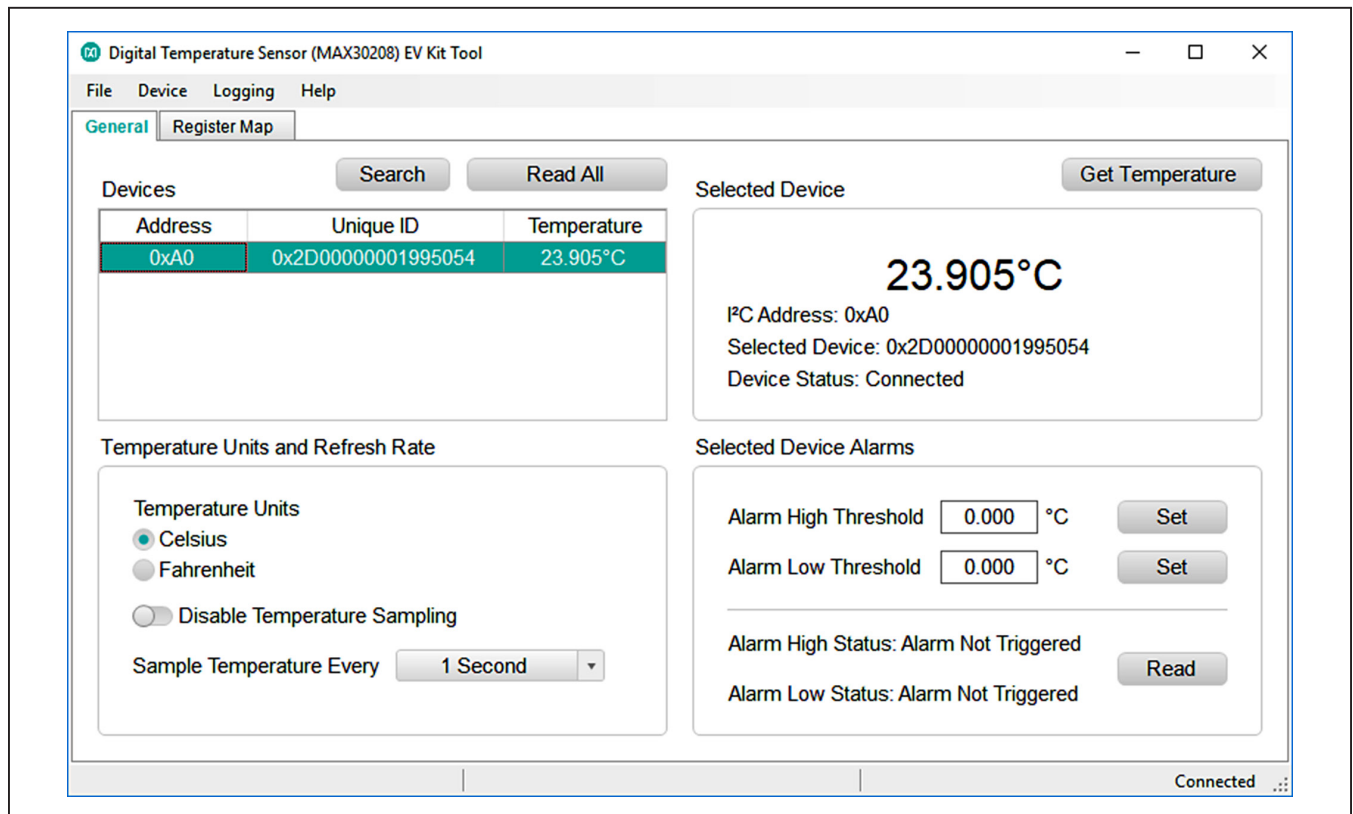 Digital Temperature Sensor (MAX30208) EV Kit Tool
File Device Logging Help
General Register Map
Devices Search Read All
Address Unique ID Temperature
0xA0 0x2D00000001995054 23.905°C
Selected Device Get Temperature
23.905°C
I²C Address: 0xA0
Selected Device: 0x2D00000001995054
Device Status: Connected
Temperature Units and Refresh Rate
Temperature Units
Celsius
Fahrenheit
Disable Temperature Sampling
Sample Temperature Every 1 Second
Selected Device Alarms
Alarm High Threshold 0.000 °C Set
Alarm Low Threshold 0.000 °C Set
Alarm High Status: Alarm Not Triggered
Read
Alarm Low Status: Alarm Not Triggered
Connected